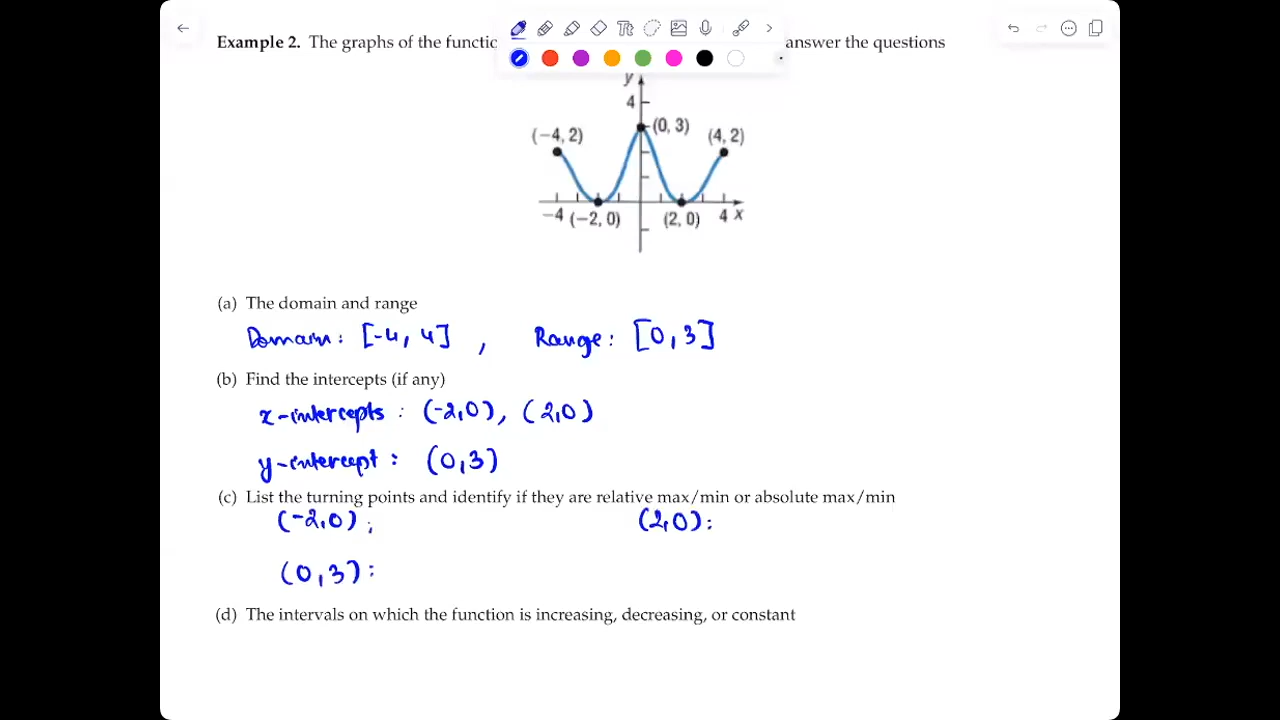 Example 2. The graphs of the functio answer the questions
Tt
y
4
(0, 3)
(−4, 2)
(4, 2)
−4 (−2, 0) (2, 0) 4 x
(a) The domain and range
Domain: [-4, 4] , Range: [0, 3]
(b) Find the intercepts (if any)
x-intercepts : (-2,0), (2,0)
y-intercept : (0,3)
(c) List the turning points and identify if they are relative max/min or absolute max/min
(-2,0) ; (2,0):
(0,3):
(d) The intervals on which the function is increasing, decreasing, or constant